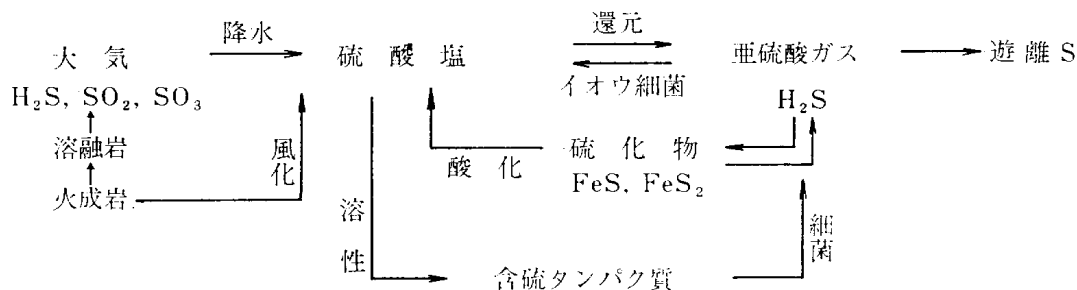 降水
還元
大気
硫酸塩
亜硫酸ガス
遊離S
イオウ細菌
H₂S, SO₂, SO₃
H₂S
溶融岩
風化
酸化
硫化物
FeS, FeS₂
火成岩
溶性
細菌
含硫タンパク質